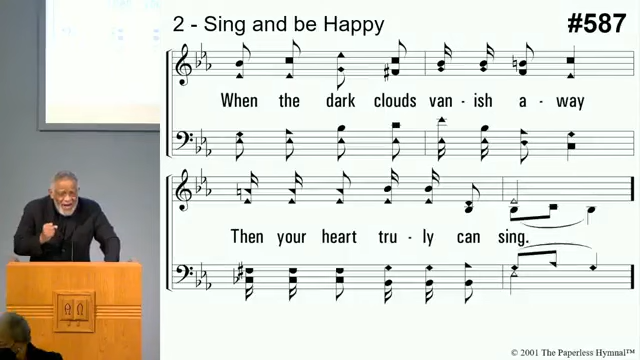 2 - Sing and be Happy
#587
When the dark clouds van - ish a - way
Then your heart tru - ly can sing.
© 2001 The Paperless Hymnal™